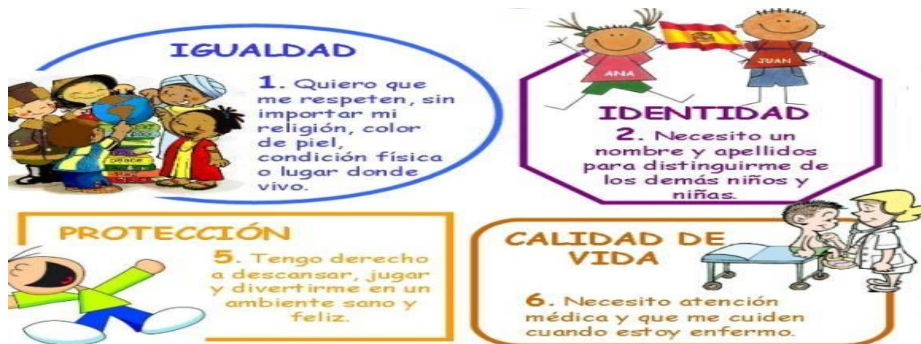 IGUALDAD
1. Quiero que
me respeten, sin
importar mi
religión, color
de piel,
condición física
o lugar donde
vivo.
ANA
JUAN
IDENTIDAD
2. Necesito un
nombre y apellidos
para distinguirme de
los demás niños y
niñas.
PROTECCIÓN
5. Tengo derecho
a descansar, jugar
y divertirme en un
ambiente sano y
feliz.
CALIDAD DE
VIDA
6. Necesito atención
médica y que me cuiden
cuando estoy enfermo.